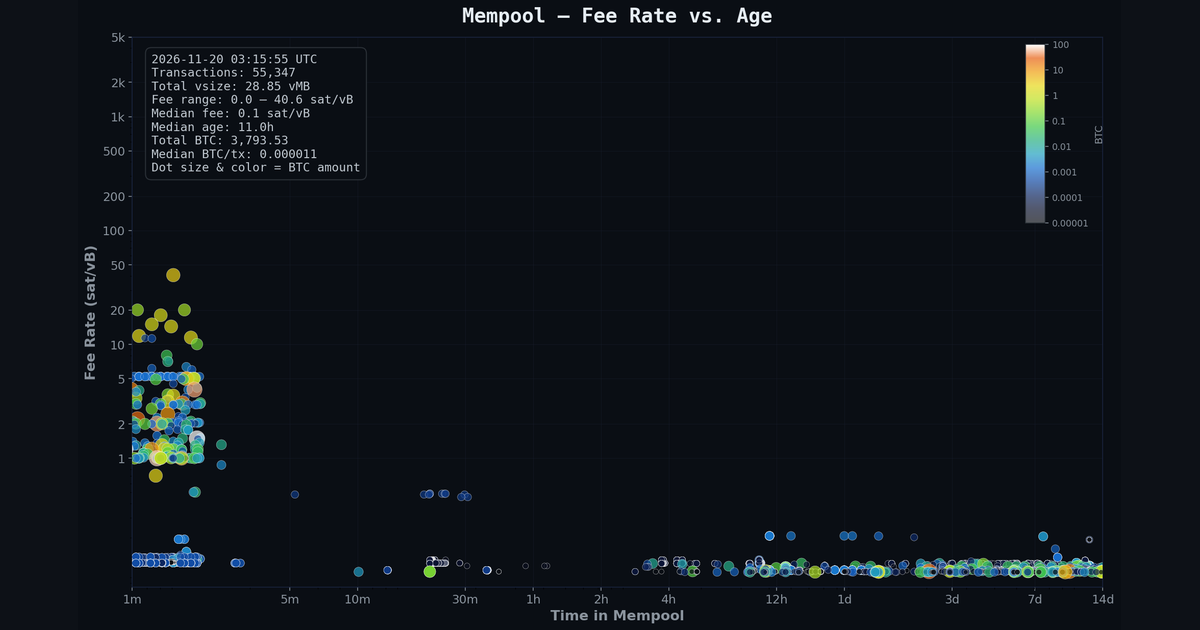 Mempool — Fee Rate vs. Age
2026-11-20 03:15:55 UTC
Transactions: 55,347
Total vsize: 28.85 vMB
Fee range: 0.0 – 40.6 sat/vB
Median fee: 0.1 sat/vB
Median age: 11.0h
Total BTC: 3,793.53
Median BTC/tx: 0.000011
Dot size & color = BTC amount
5k
2k
1k
500
200
100
50
20
10
5
2
1
Fee Rate (sat/vB)
100
10
1
0.1
0.01
0.001
0.0001
0.00001
BTC
1m 5m 10m 30m 1h 2h 4h 12h 1d 3d 7d 14d
Time in Mempool